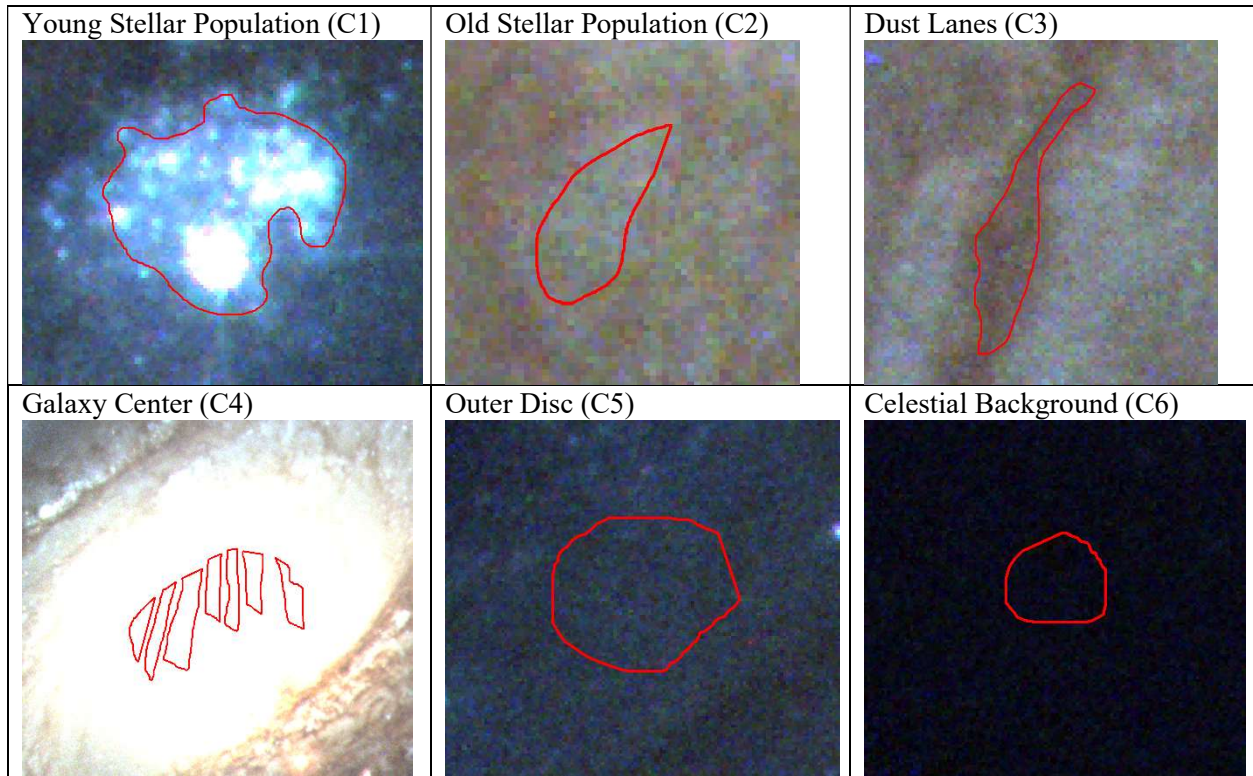 Young Stellar Population (C1)
Old Stellar Population (C2)
Dust Lanes (C3)
Galaxy Center (C4)
Outer Disc (C5)
Celestial Background (C6)